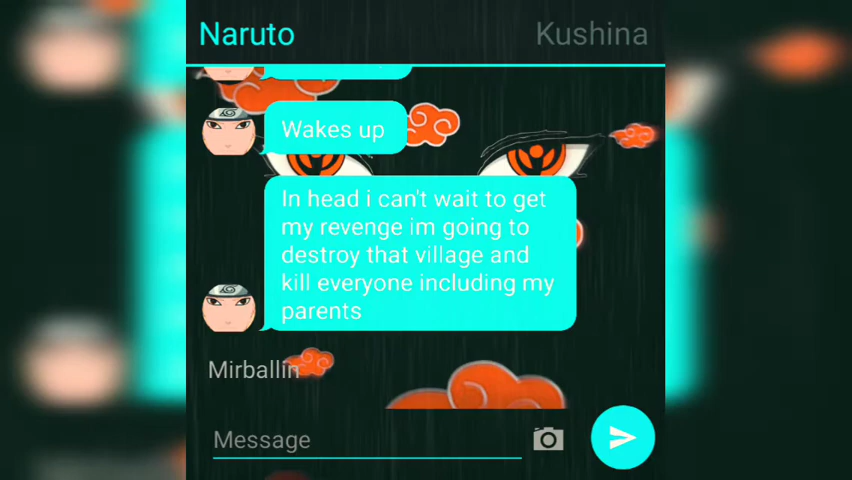 Naruto Kushina
Wakes up
In head i can't wait to get
my revenge im going to
destroy that village and
kill everyone including my
parents
Mirballin
Message